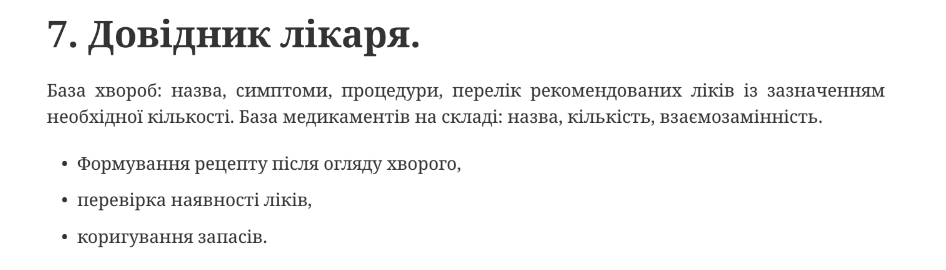 7. Довідник лікаря.
База хвороб: назва, симптоми, процедури, перелік рекомендованих ліків із зазначенням
необхідної кількості. База медикаментів на складі: назва, кількість, взаємозамінність.
• Формування рецепту після огляду хворого,
• перевірка наявності ліків,
• коригування запасів.